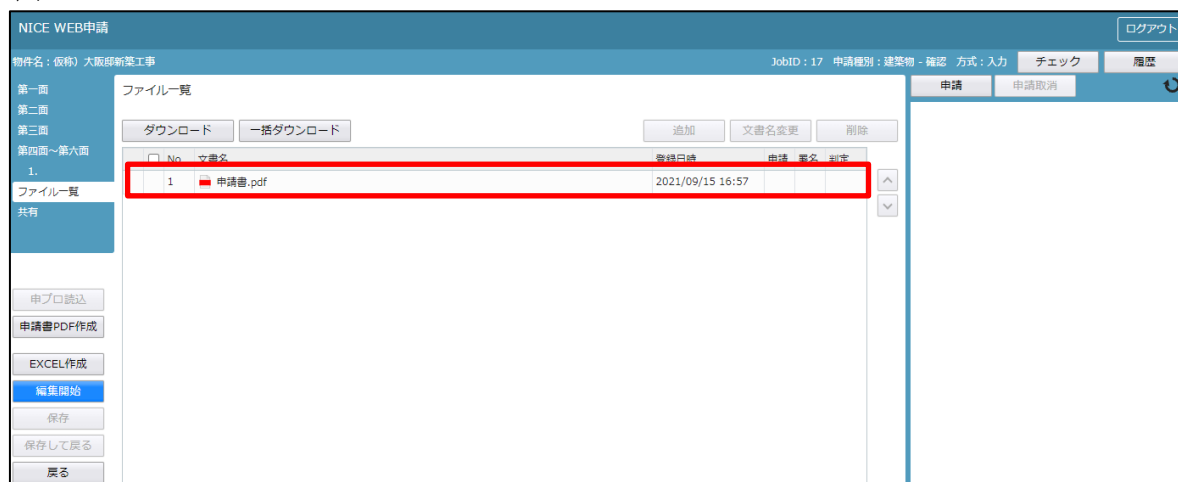 NICE WEB申請
ログアウト
物件名：仮称）大阪邸新築工事
JobID：17 申請種別：建築物 - 確認 方式：入力
チェック
履歴
第一面
第二面
第三面
第四面～第六面
1.
ファイル一覧
共有
申プロ読込
申請書PDF作成
EXCEL作成
編集開始
保存
保存して戻る
戻る
ファイル一覧
ダウンロード
一括ダウンロード
追加
文書名変更
削除
No 文書名 登録日時 申請 署名 判定
1 申請書.pdf 2021/09/15 16:57
申請
申請取消